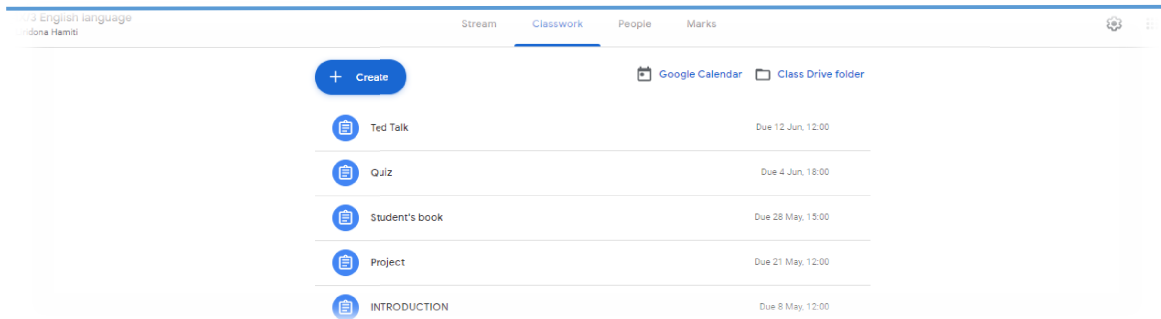 English language
Hamiti
Stream Classwork People Marks
Create
Google Calendar Class Drive folder
Ted Talk Due 12 Jun, 12:00
Quiz Due 4 Jun, 18:00
Student's book Due 28 May, 15:00
Project Due 21 May, 12:00
INTRODUCTION Due 8 May, 12:00